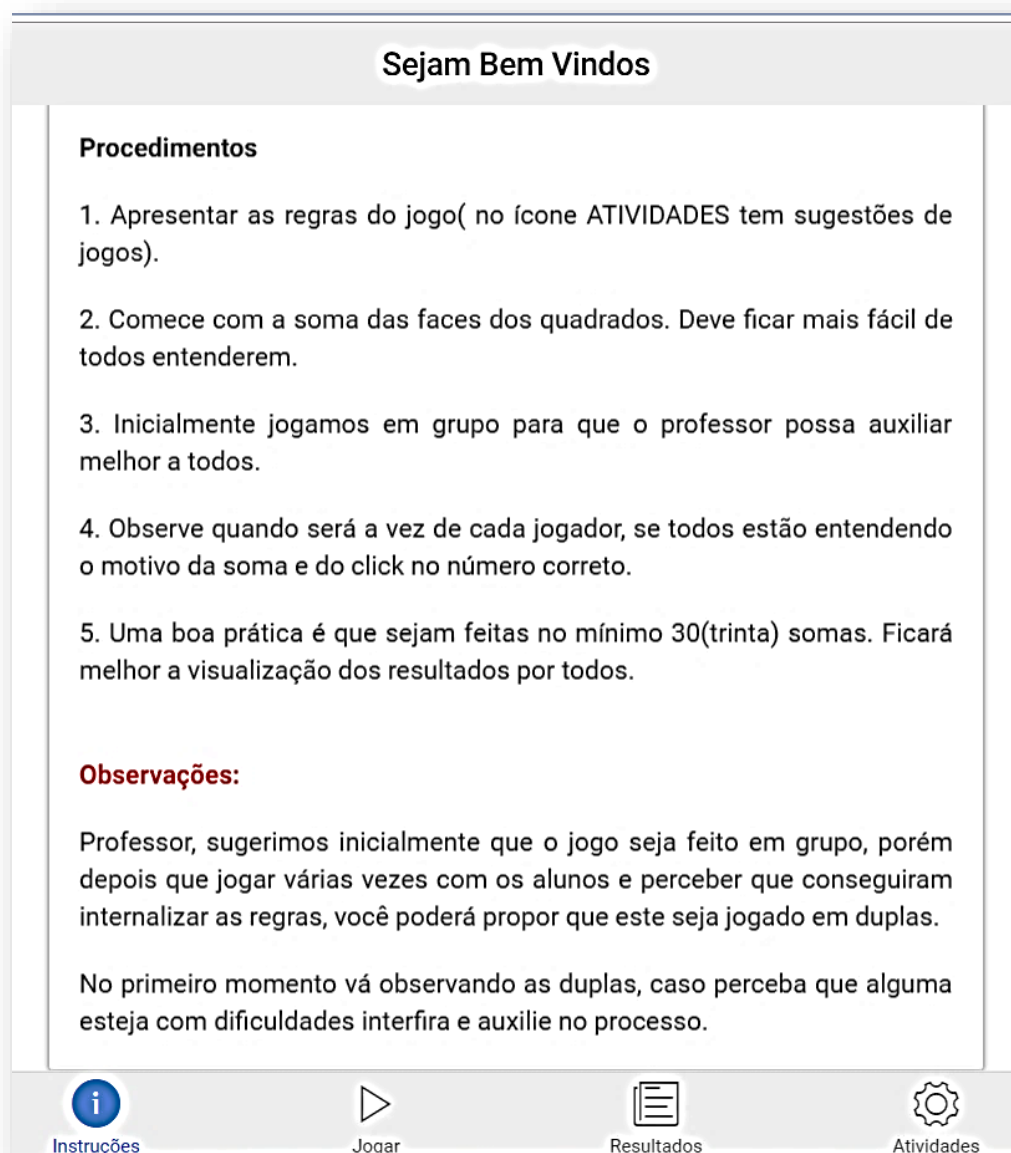 Sejam Bem Vindos
Procedimentos
1. Apresentar as regras do jogo( no ícone ATIVIDADES tem sugestões de
jogos).
2. Comece com a soma das faces dos quadrados. Deve ficar mais fácil de
todos entenderem.
3. Inicialmente jogamos em grupo para que o professor possa auxiliar
melhor a todos.
4. Observe quando será a vez de cada jogador, se todos estão entendendo
o motivo da soma e do click no número correto.
5. Uma boa prática é que sejam feitas no mínimo 30(trinta) somas. Ficará
melhor a visualização dos resultados por todos.
Observações:
Professor, sugerimos inicialmente que o jogo seja feito em grupo, porém
depois que jogar várias vezes com os alunos e perceber que conseguiram
internalizar as regras, você poderá propor que este seja jogado em duplas.
No primeiro momento vá observando as duplas, caso perceba que alguma
esteja com dificuldades interfira e auxilie no processo.
Instruções Jogar Resultados Atividades